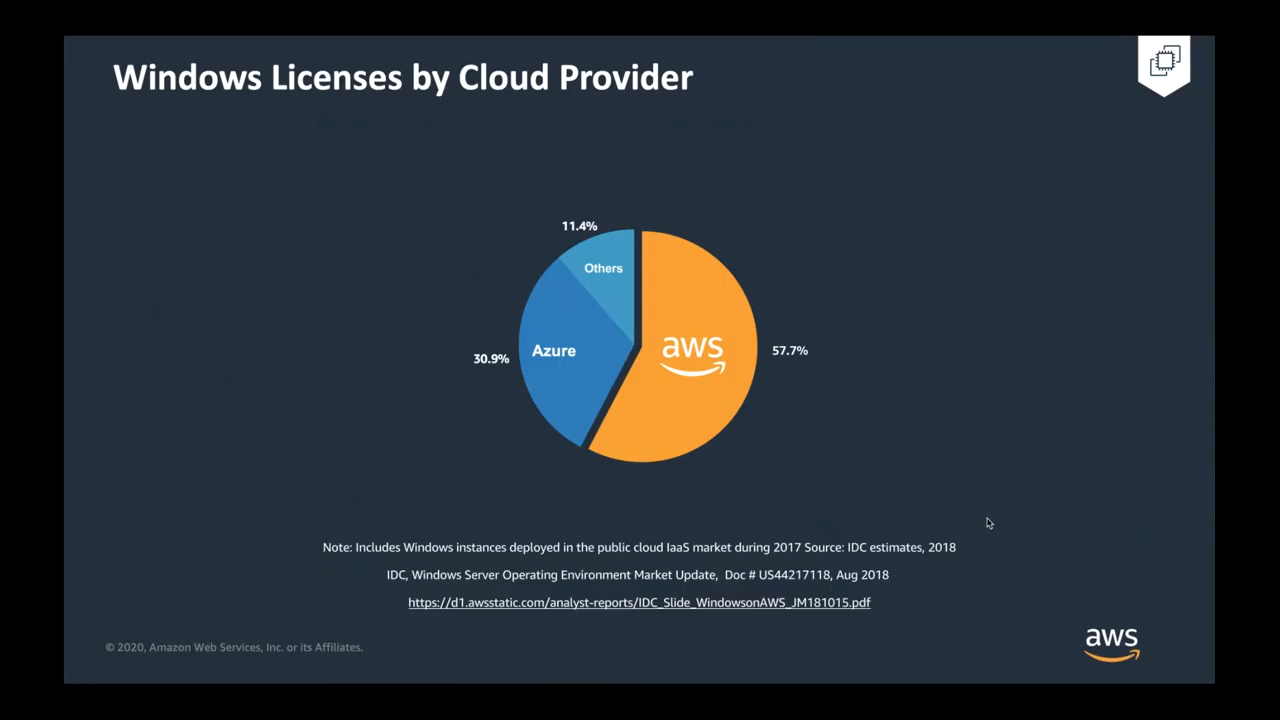 Windows Licenses by Cloud Provider
11.4%
Others
aws
Azure
30.9%
57.7%
Note: Includes Windows instances deployed in the public cloud IaaS market during 2017 Source: IDC estimates, 2018
IDC, Windows Server Operating Environment Market Update,  Doc # US44217118, Aug 2018
https://d1.awsstatic.com/analyst-reports/IDC_Slide_WindowsonAWS_JM181015.pdf
© 2020, Amazon Web Services, Inc. or its Affiliates.
aws